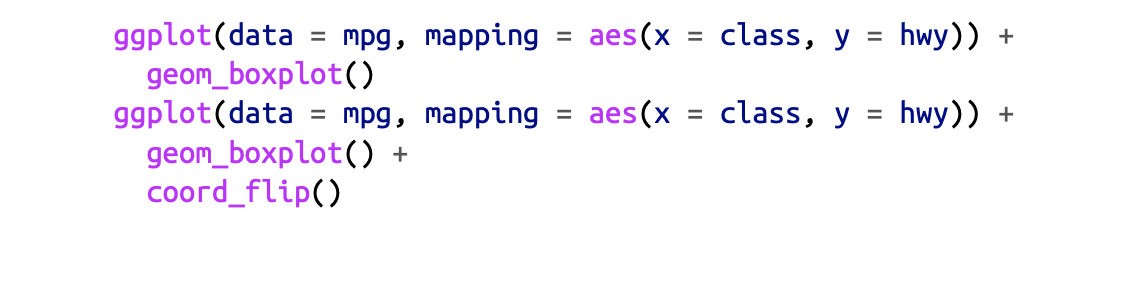 ggplot(data = mpg, mapping = aes(x = class, y = hwy)) +
  geom_boxplot()
ggplot(data = mpg, mapping = aes(x = class, y = hwy)) +
  geom_boxplot() +
  coord_flip()